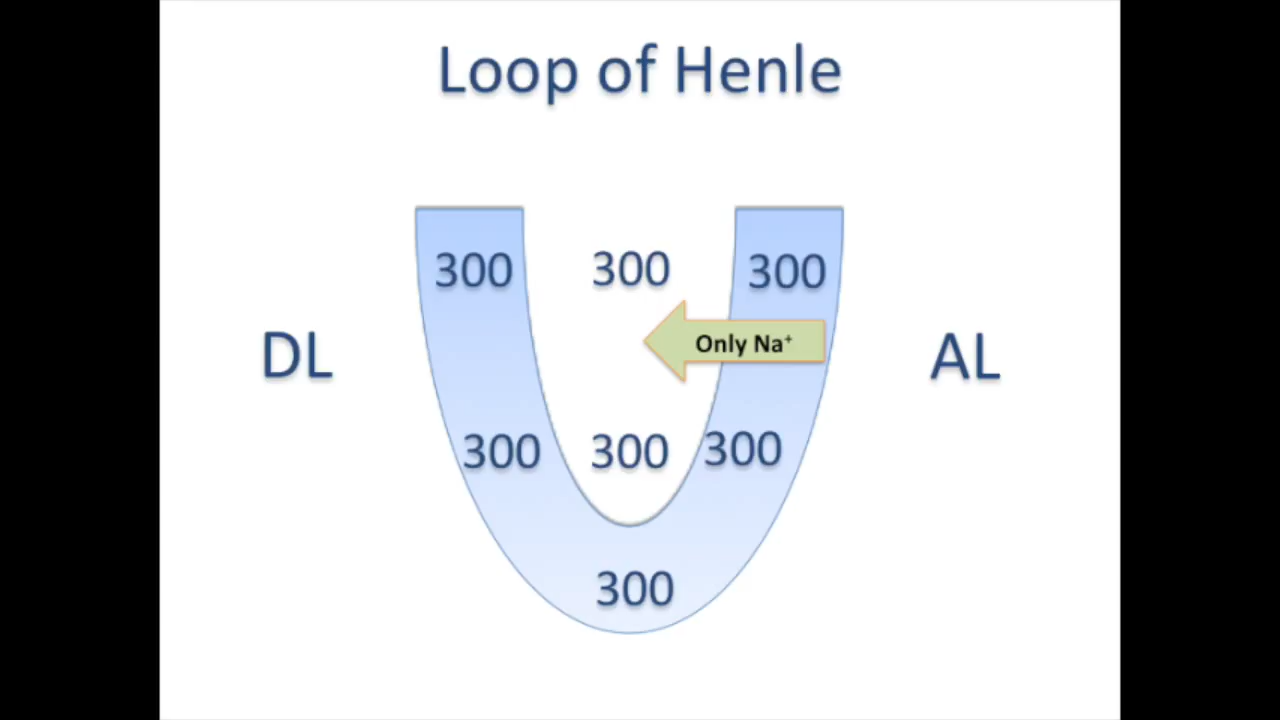 Loop of Henle
300 300 300
Only Na⁺
DL AL
300 300 300
300